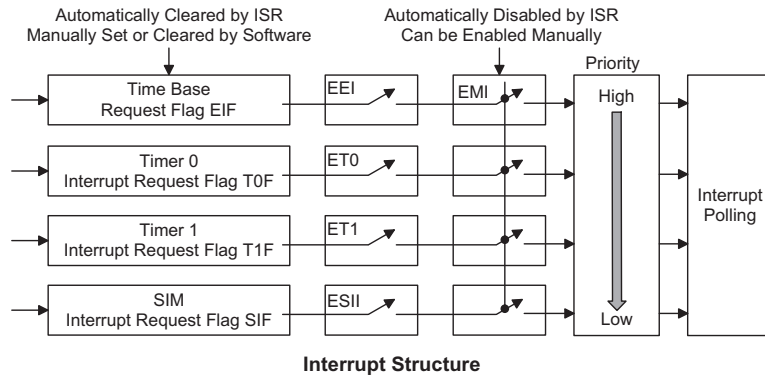 Automatically Cleared by ISR
Manually Set or Cleared by Software
Automatically Disabled by ISR
Can be Enabled Manually
Priority
Time Base
Request Flag EIF
EEI
EMI
High
Timer 0
Interrupt Request Flag T0F
ET0
Interrupt
Polling
Timer 1
Interrupt Request Flag T1F
ET1
SIM
Interrupt Request Flag SIF
ESII
Low
Interrupt Structure